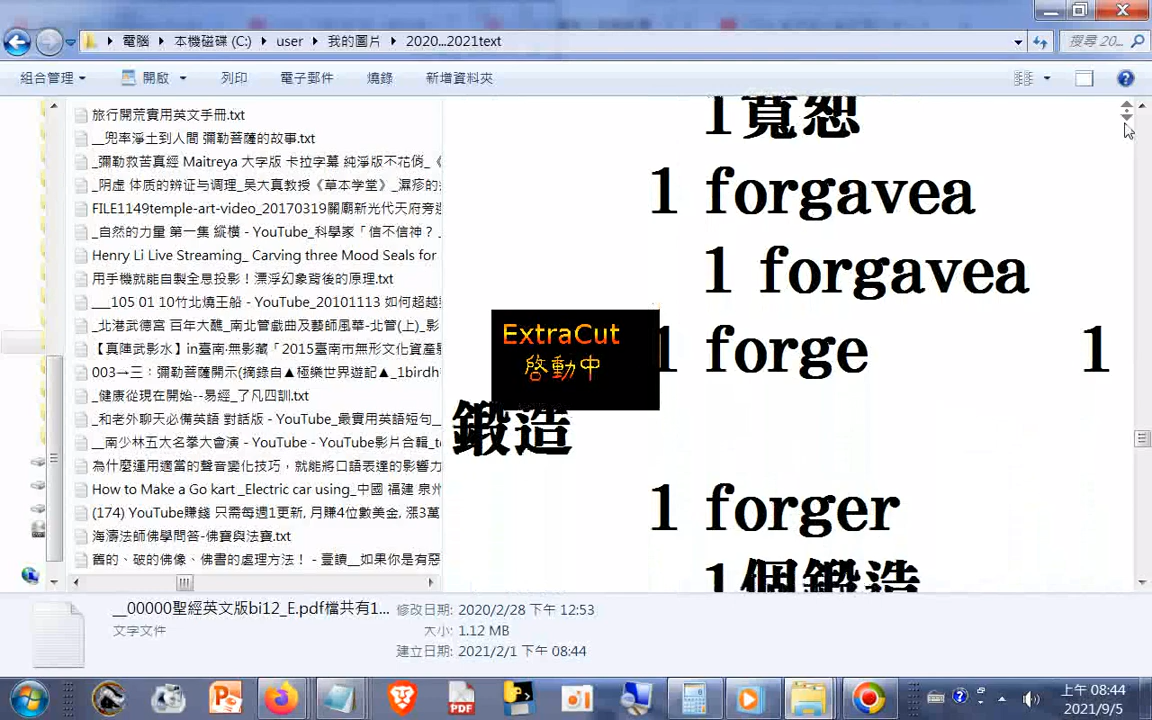 電腦 本機磁碟 (C:) user 我的圖片 2020...2021text
搜尋 20...
組合管理 開啟 列印 電子郵件 燒錄 新增資料夾
旅行開荒實用英文手冊.txt
__兜率淨土到人間 彌勒菩薩的故事.txt
_彌勒救苦真經 Maitreya 大字版 卡拉字幕 純淨版不花俏_《
_阴虚 体质的辨证与调理_吴大真教授《草本学堂》_濕疹的
FILE1149temple-art-video_20170319關廟新光代天府旁
_自然的力量 第一集 縱橫 - YouTube_科學家「信不信神？
Henry Li Live Streaming_ Carving three Mood Seals for
用手機就能自製全息投影！漂浮幻象背後的原理.txt
___105 01 10竹北燒王船 - YouTube_20101113 如何超越
_北港武德宮 百年大醮_南北管戲曲及藝師風華-北管(上)_影
【真陣武影水】in臺南·無影藏「2015臺南市無形文化資產
003→三：彌勒菩薩開示(摘錄自▲極樂世界遊記▲_1birdh
_健康從現在開始--易經_了凡四訓.txt
_和老外聊天必備英語 對話版 - YouTube_最實用英語短句_
__南少林五大名拳大會演 - YouTube - YouTube影片合輯_t
為什麼運用適當的聲音變化技巧，就能將口語表達的影響力
How to Make a Go kart _Electric car using_中國 福建 泉州
(174) YouTube賺錢 只需每週1更新, 月賺4位數美金, 漲3萬
海濤法師佛學問答-佛寶與法寶.txt
舊的、破的佛像、佛書的處理方法！ - 壹讀__如果你是有惡
1寬恕
1 forgavea
1 forgavea
1 forge 1
鍛造
1 forger
1個鍛造
ExtraCut
啓動中
__00000聖經英文版bi12_E.pdf檔共有1... 修改日期: 2020/2/28 下午 12:53
文字文件 大小: 1.12 MB
建立日期: 2021/2/1 下午 08:44
PDF
上午 08:44
2021/9/5